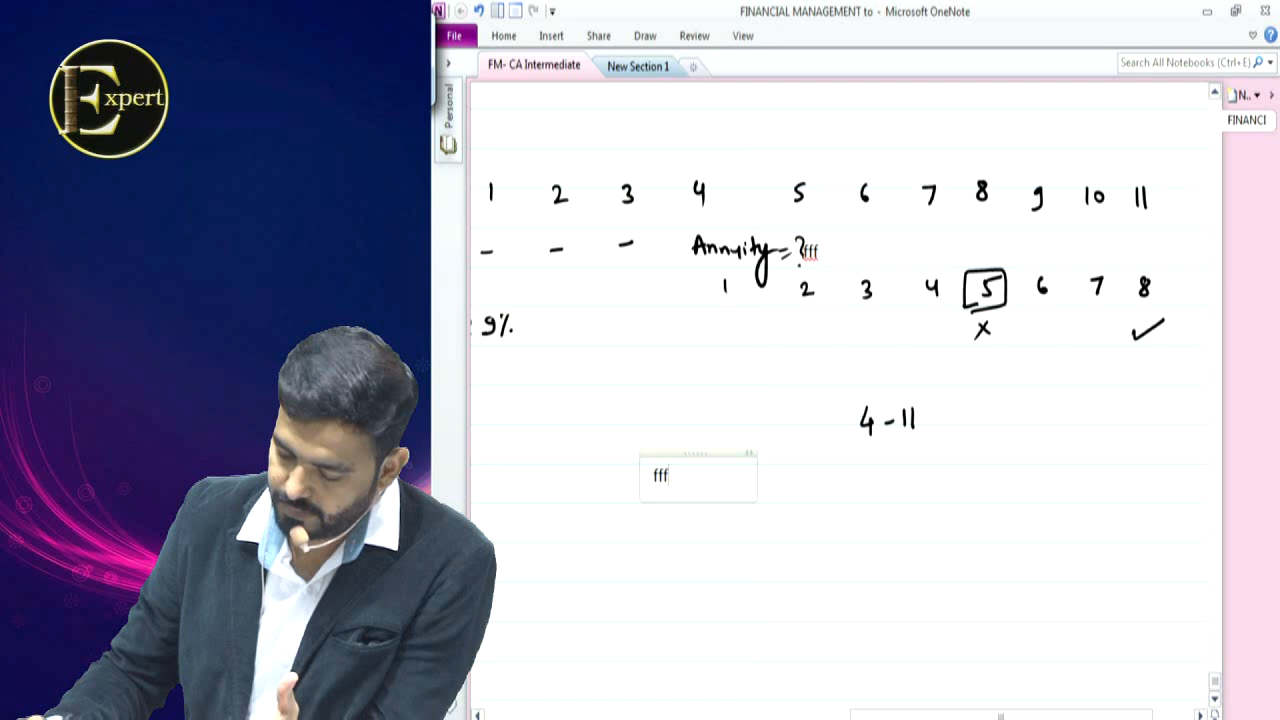 Expert
FINANCIAL MANAGEMENT to - Microsoft OneNote
File Home Insert Share Draw Review View
FM- CA Intermediate New Section 1 Search All Notebooks (Ctrl+E)
Personal
N..
FINANCI
1 2 3 4 5 6 7 8 9 10 11
- - - Annuity = ?fff
1 2 3 4 5 6 7 8
: 9%. x ✓
4 - 11
fff